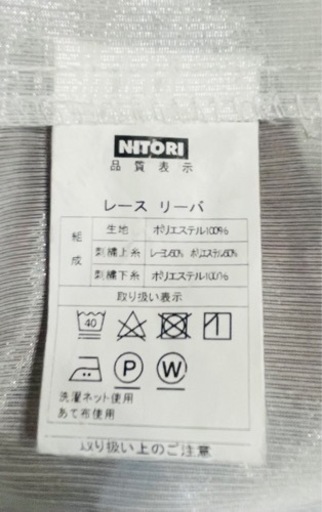 NITORI
品質表示
レース リーバ
組成
生地 ポリエステル100%
刺繍上糸 レーヨン50% ポリエステル50%
刺繍下糸 ポリエステル100%
取り扱い表示
40
P W
洗濯ネット使用
あて布使用
取り扱い上のご注意